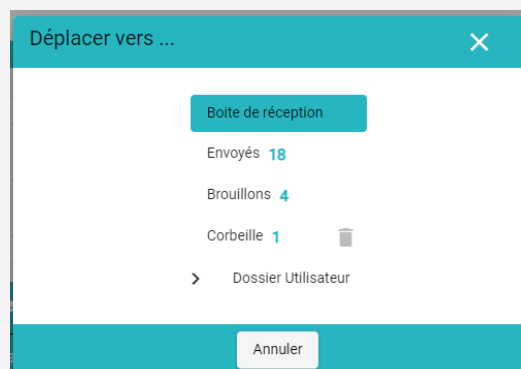 Déplacer vers ...
Boite de réception
Envoyés 18
Brouillons 4
Corbeille 1
Dossier Utilisateur
Annuler